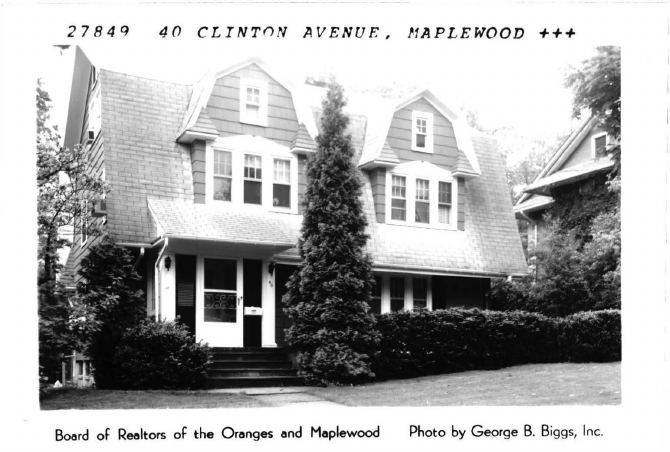 27849 40 CLINTON AVENUE, MAPLEWOOD +++
Board of Realtors of the Oranges and Maplewood Photo by George B. Biggs, Inc.